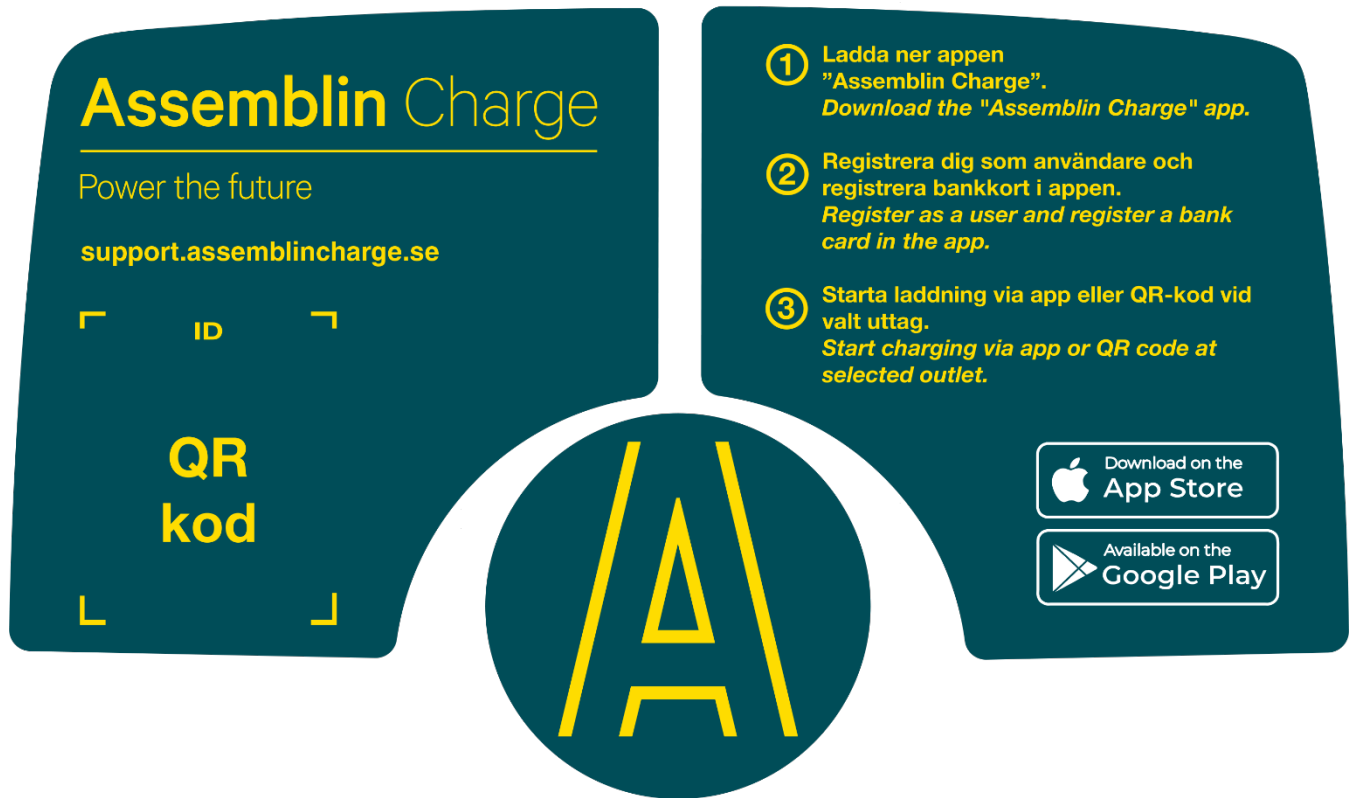 Assemblin Charge
Power the future
support.assemblincharge.se
ID
QR
kod
1 Ladda ner appen
”Assemblin Charge”.
Download the "Assemblin Charge" app.
2 Registrera dig som användare och
registrera bankkort i appen.
Register as a user and register a bank
card in the app.
3 Starta laddning via app eller QR-kod vid
valt uttag.
Start charging via app or QR code at
selected outlet.
Download on the
App Store
Available on the
Google Play
A